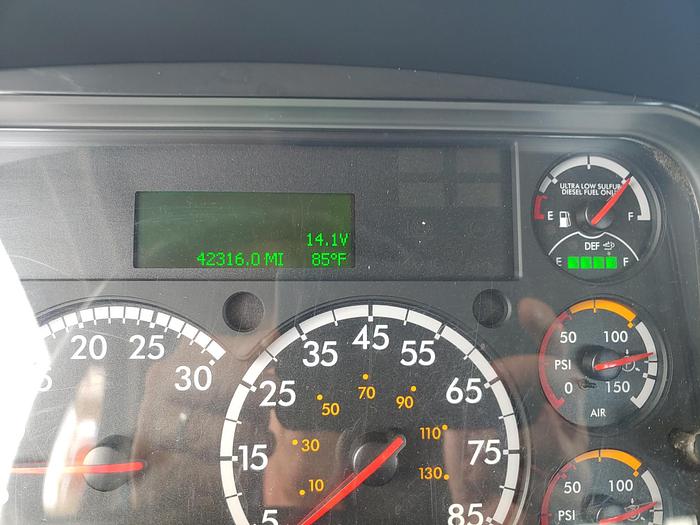 14.1V
42316.0 MI 85°F
ULTRA LOW SULFUR
DIESEL FUEL ONLY
E F
DEF
E F
20 25 30
5 15 25 35 45 55 65 75 85
10 30 50 70 90 110 130
50 100
PSI
0 150
AIR
50 100
PSI